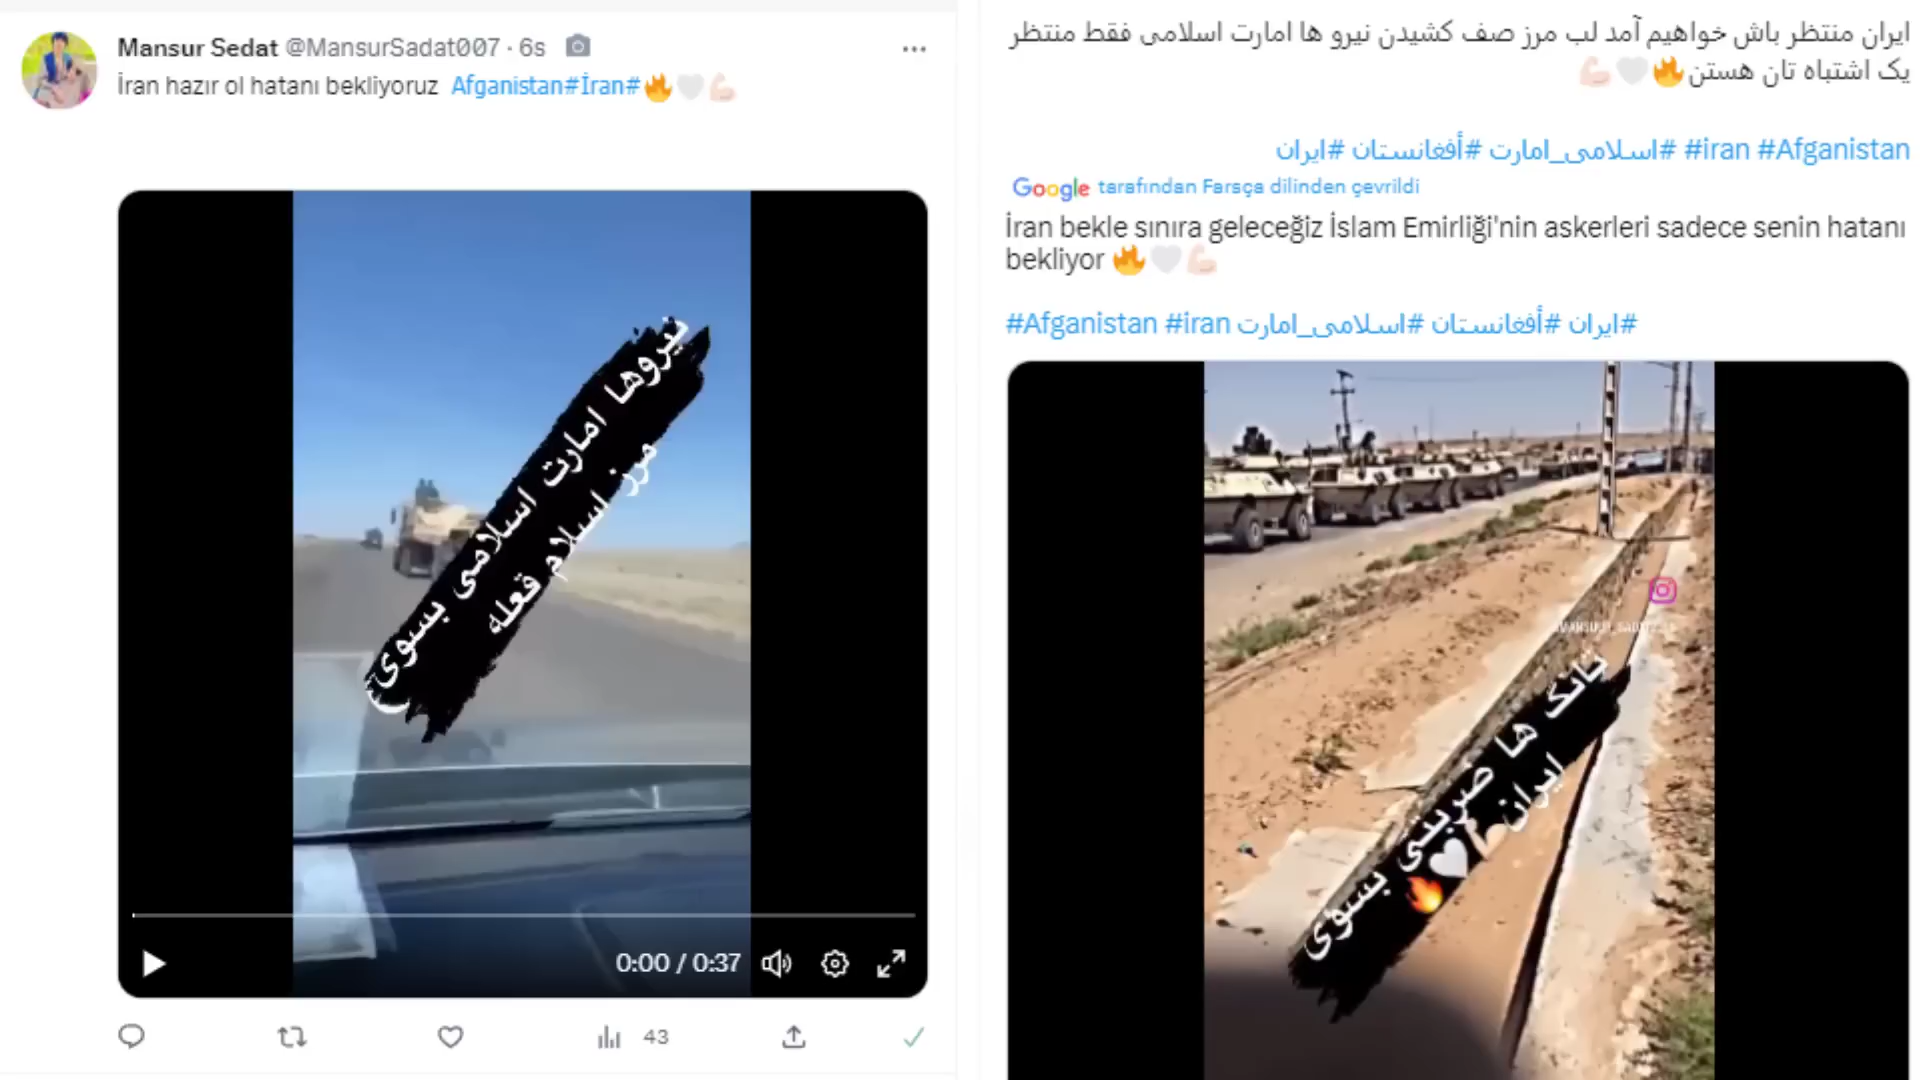 Mansur Sedat @MansurSadat007 · 6s
İran hazır ol hatanı bekliyoruz Afganistan#İran#🔥🤍💪🏻
نیروها امارت اسلامی بسوی
مرز اسلام قعله
0:00 / 0:37
43
ایران منتظر باش خواهیم آمد لب مرز صف کشیدن نیرو ها امارت اسلامی فقط منتظر
یک اشتباه تان هستن🔥🤍💪🏻
#ایران #أفغانستان #اسلامی_امارت #iran #Afganistan
Google tarafından Farsça dilinden çevrildi
İran bekle sınıra geleceğiz İslam Emirliği'nin askerleri sadece senin hatanı
bekliyor 🔥🤍💪🏻
#Afganistan #iran ایران #أفغانستان #اسلامی_امارت#
تانک ها ضربتی بسوی
ایران💪🏻🤍🔥